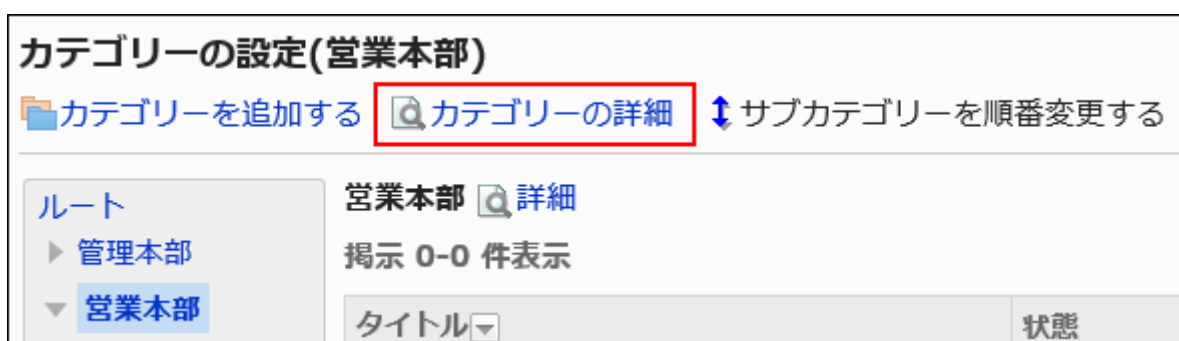 カテゴリーの設定(営業本部)
カテゴリーを追加する カテゴリーの詳細 サブカテゴリーを順番変更する
ルート
管理本部
営業本部
営業本部 詳細
掲示 0-0 件表示
タイトル 状態